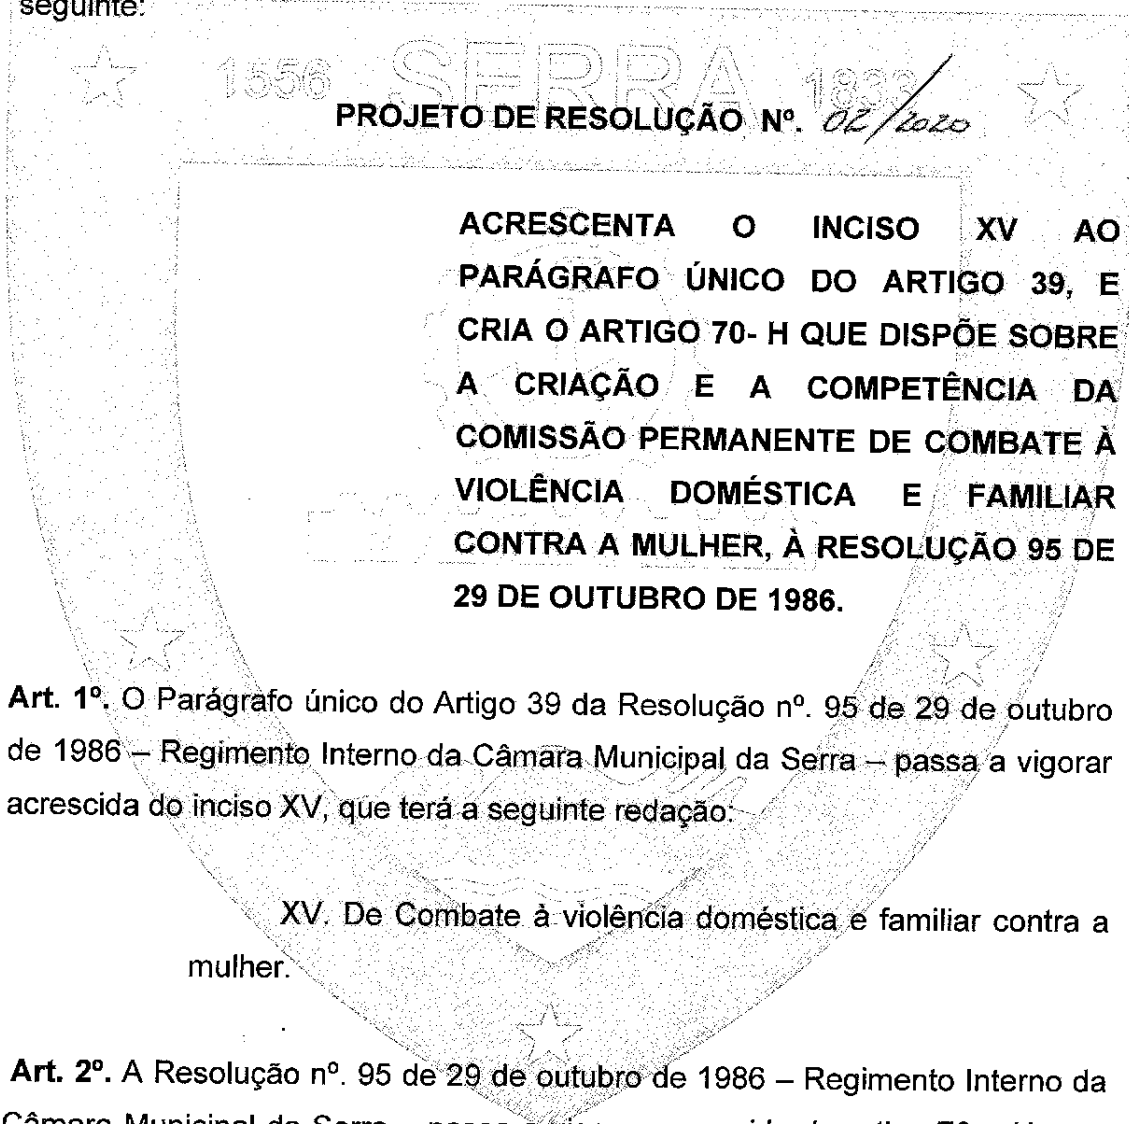 seguinte:
1556 SERRA 1833
PROJETO DE RESOLUÇÃO Nº. 02/2020
ACRESCENTA O INCISO XV AO
PARÁGRAFO ÚNICO DO ARTIGO 39, E
CRIA O ARTIGO 70- H QUE DISPÕE SOBRE
A CRIAÇÃO E A COMPETÊNCIA DA
COMISSÃO PERMANENTE DE COMBATE À
VIOLÊNCIA DOMÉSTICA E FAMILIAR
CONTRA A MULHER, À RESOLUÇÃO 95 DE
29 DE OUTUBRO DE 1986.
Art. 1º. O Parágrafo único do Artigo 39 da Resolução nº. 95 de 29 de outubro
de 1986 – Regimento Interno da Câmara Municipal da Serra – passa a vigorar
acrescida do inciso XV, que terá a seguinte redação:
XV. De Combate à violência doméstica e familiar contra a
mulher.
Art. 2º. A Resolução nº. 95 de 29 de outubro de 1986 – Regimento Interno da
Câmara Municipal da Serra – passa